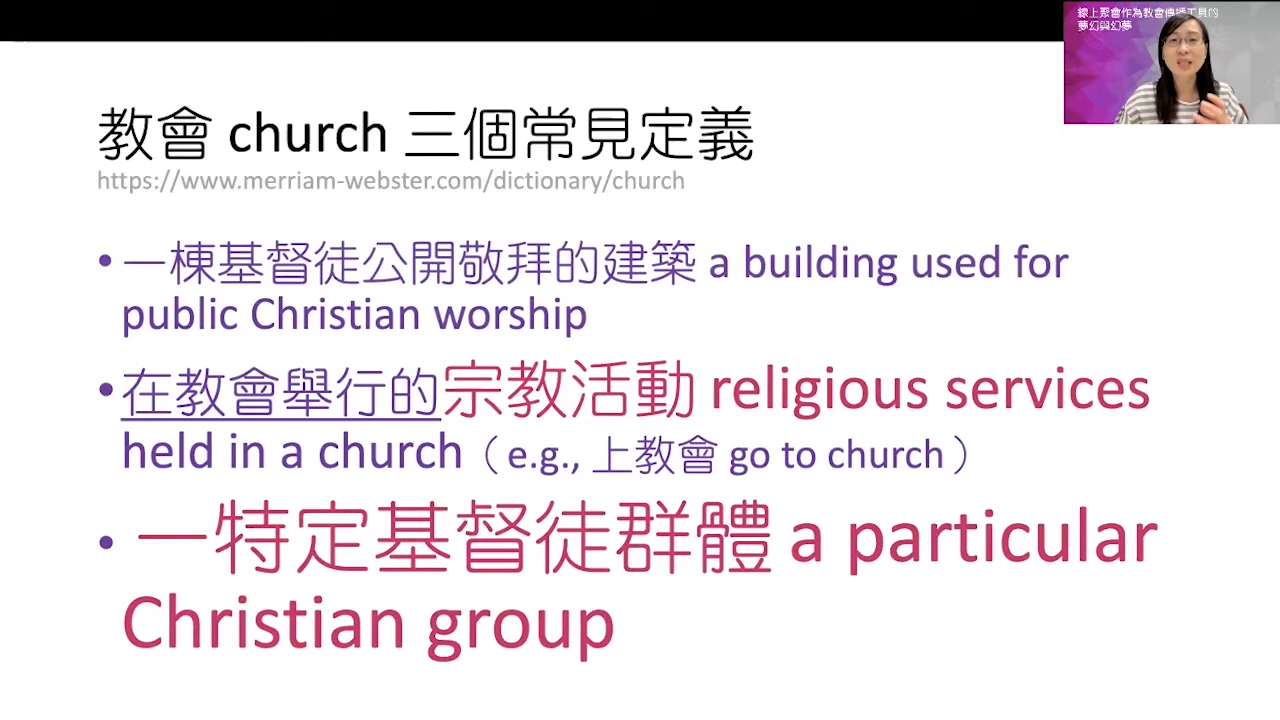 線上聚會作為教會傳播工具的
夢幻與幻夢
教會 church 三個常見定義
https://www.merriam-webster.com/dictionary/church
•一棟基督徒公開敬拜的建築 a building used for
public Christian worship
•在教會舉行的宗教活動 religious services
held in a church（e.g., 上教會 go to church）
• 一特定基督徒群體 a particular
Christian group